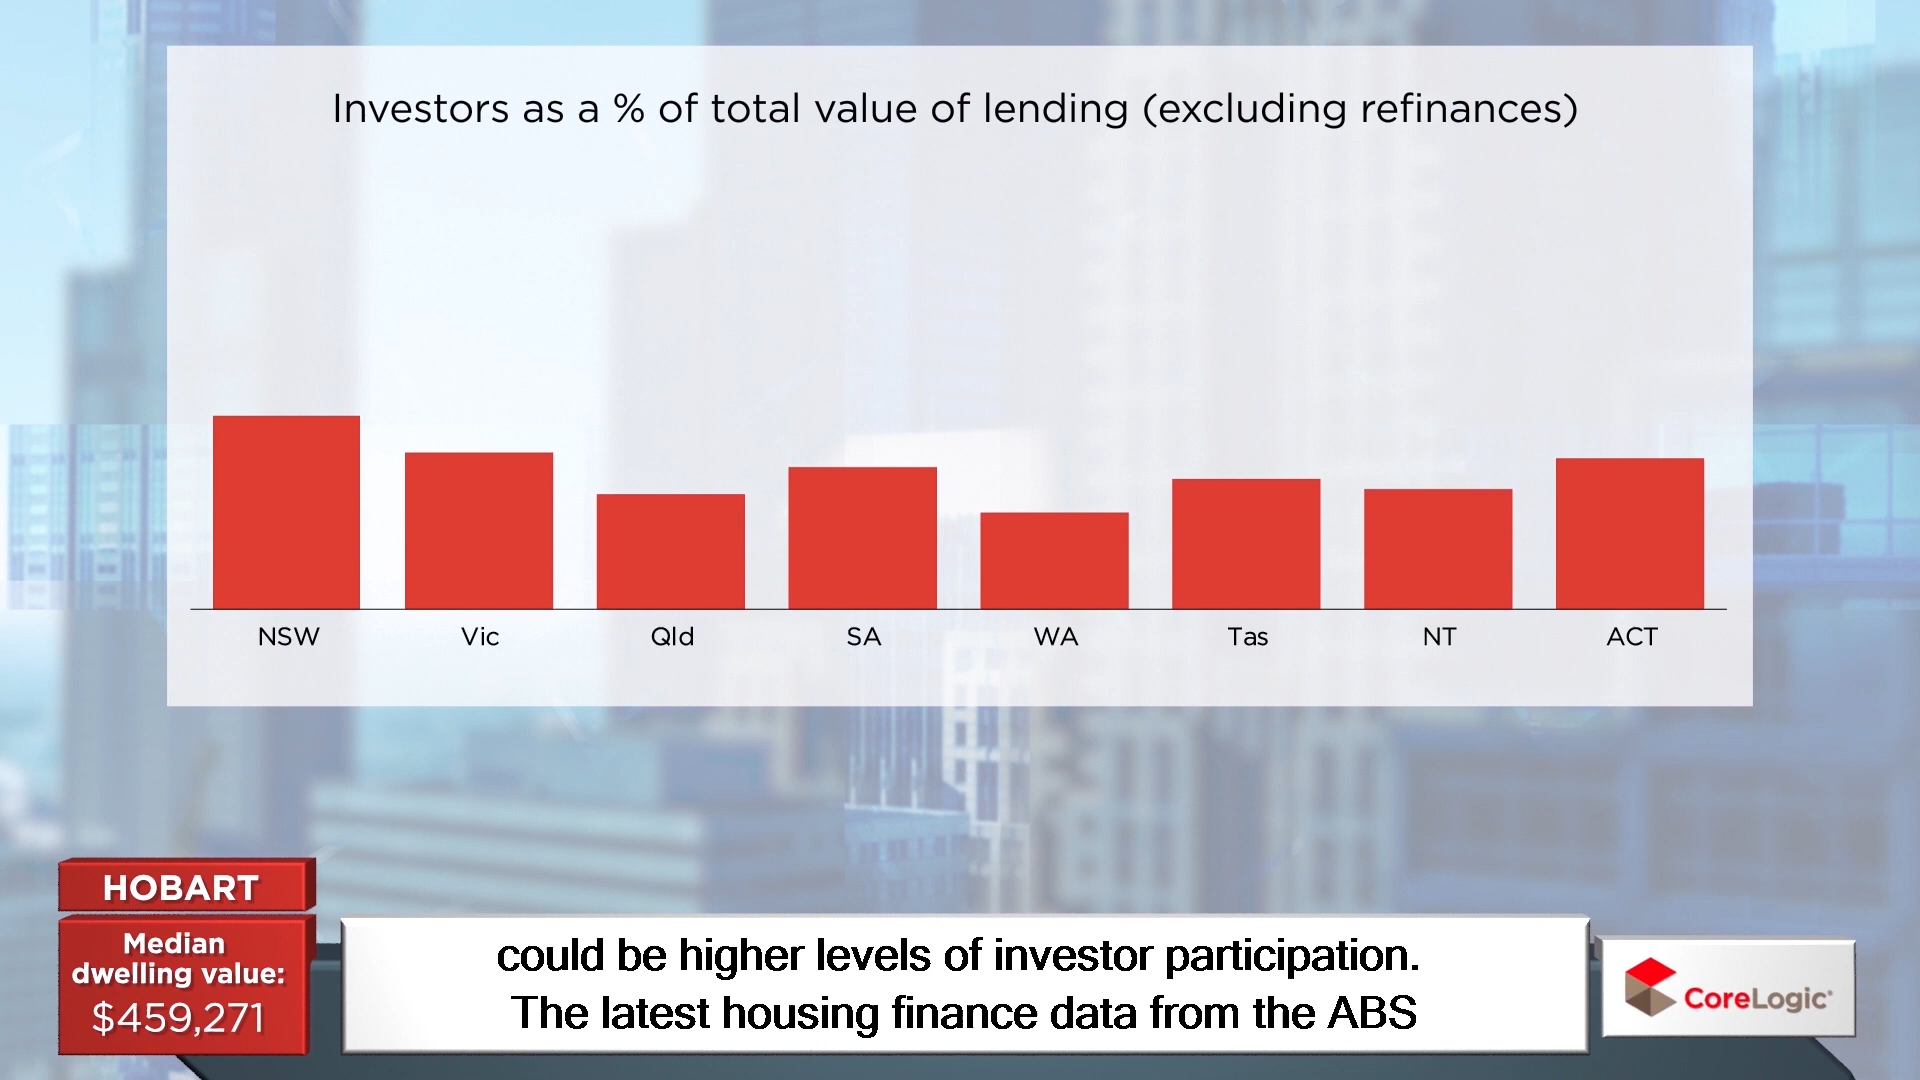 Investors as a % of total value of lending (excluding refinances)
NSW Vic Qld SA WA Tas NT ACT
HOBART
Median
dwelling value:
$459,271
could be higher levels of investor participation.
The latest housing finance data from the ABS
CoreLogic®